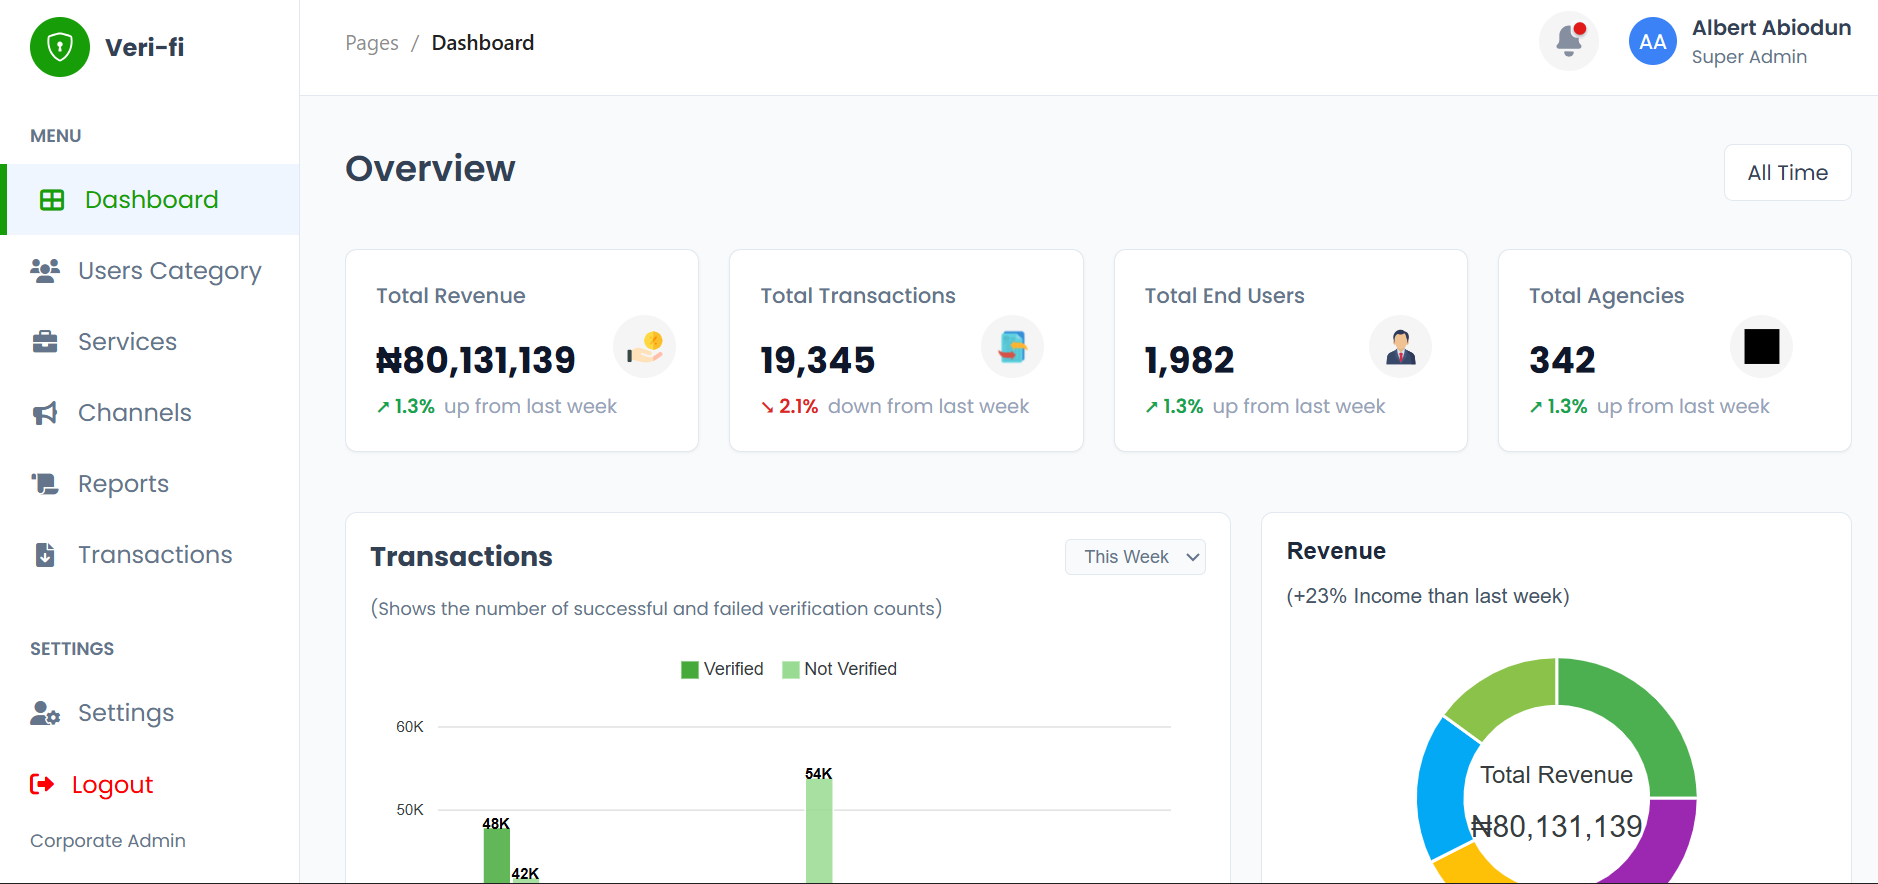 Veri-fi
Pages / Dashboard
Albert Abiodun
AA
Super Admin
MENU
Dashboard
Users Category
Services
Channels
Reports
Transactions
SETTINGS
Settings
Logout
Corporate Admin
Overview
All Time
Total Revenue
₦80,131,139
↗ 1.3% up from last week
Total Transactions
19,345
↘ 2.1% down from last week
Total End Users
1,982
↗ 1.3% up from last week
Total Agencies
342
↗ 1.3% up from last week
Transactions
This Week
(Shows the number of successful and failed verification counts)
Verified Not Verified
60K
54K
50K
48K
42K
Revenue
(+23% Income than last week)
Total Revenue
₦80,131,139